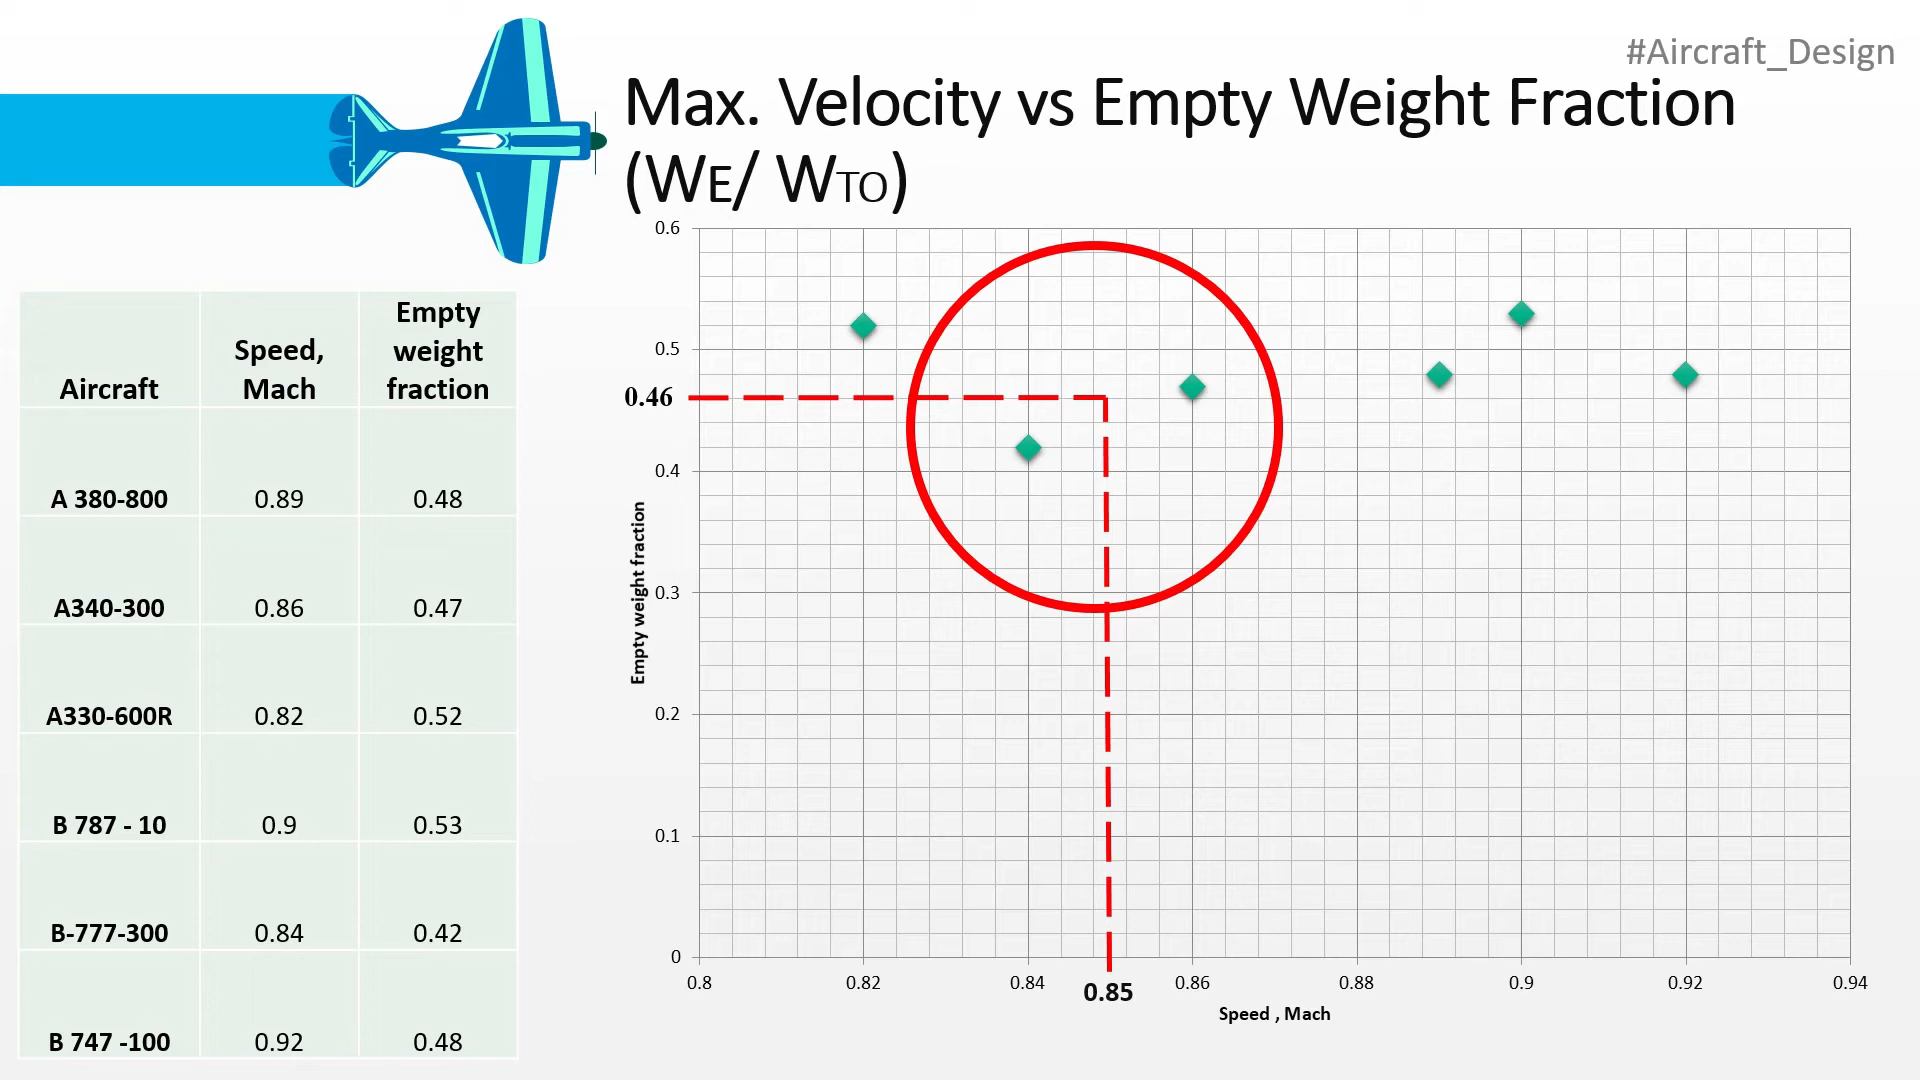 #Aircraft_Design
Max. Velocity vs Empty Weight Fraction
(WE/ WTO)
Aircraft Speed, Mach Empty weight fraction
A 380-800 0.89 0.48
A340-300 0.86 0.47
A330-600R 0.82 0.52
B 787 - 10 0.9 0.53
B-777-300 0.84 0.42
B 747 -100 0.92 0.48
0.6
0.5
0.46
0.4
0.3
0.2
0.1
0
Empty weight fraction
0.8 0.82 0.84 0.85 0.86 0.88 0.9 0.92 0.94
Speed , Mach